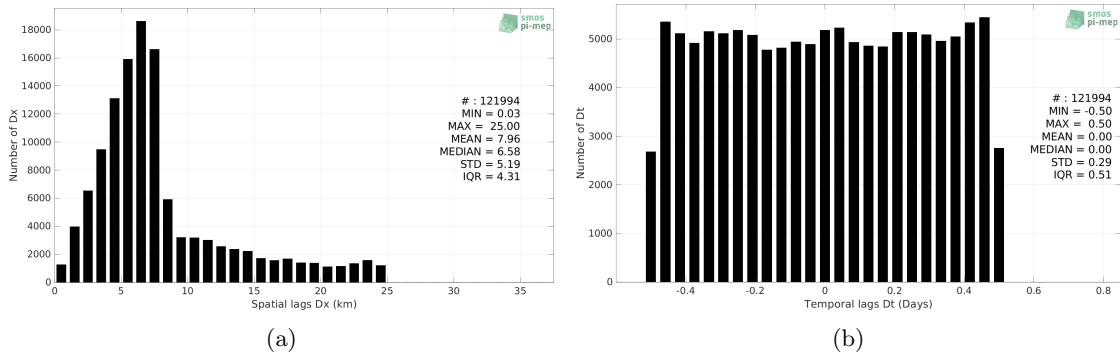 smos
pi-mep
18000
16000
14000
12000
10000
8000
6000
4000
2000
0
Number of Dx
# : 121994
MIN = 0.03
MAX = 25.00
MEAN = 7.96
MEDIAN = 6.58
STD = 5.19
IQR = 4.31
0 5 10 15 20 25 30 35
Spatial lags Dx (km)
(a)
smos
pi-mep
5000
4000
3000
2000
1000
0
Number of Dt
# : 121994
MIN = -0.50
MAX = 0.50
MEAN = 0.00
MEDIAN = 0.00
STD = 0.29
IQR = 0.51
-0.4 -0.2 0 0.2 0.4 0.6 0.8
Temporal lags Dt (Days)
(b)